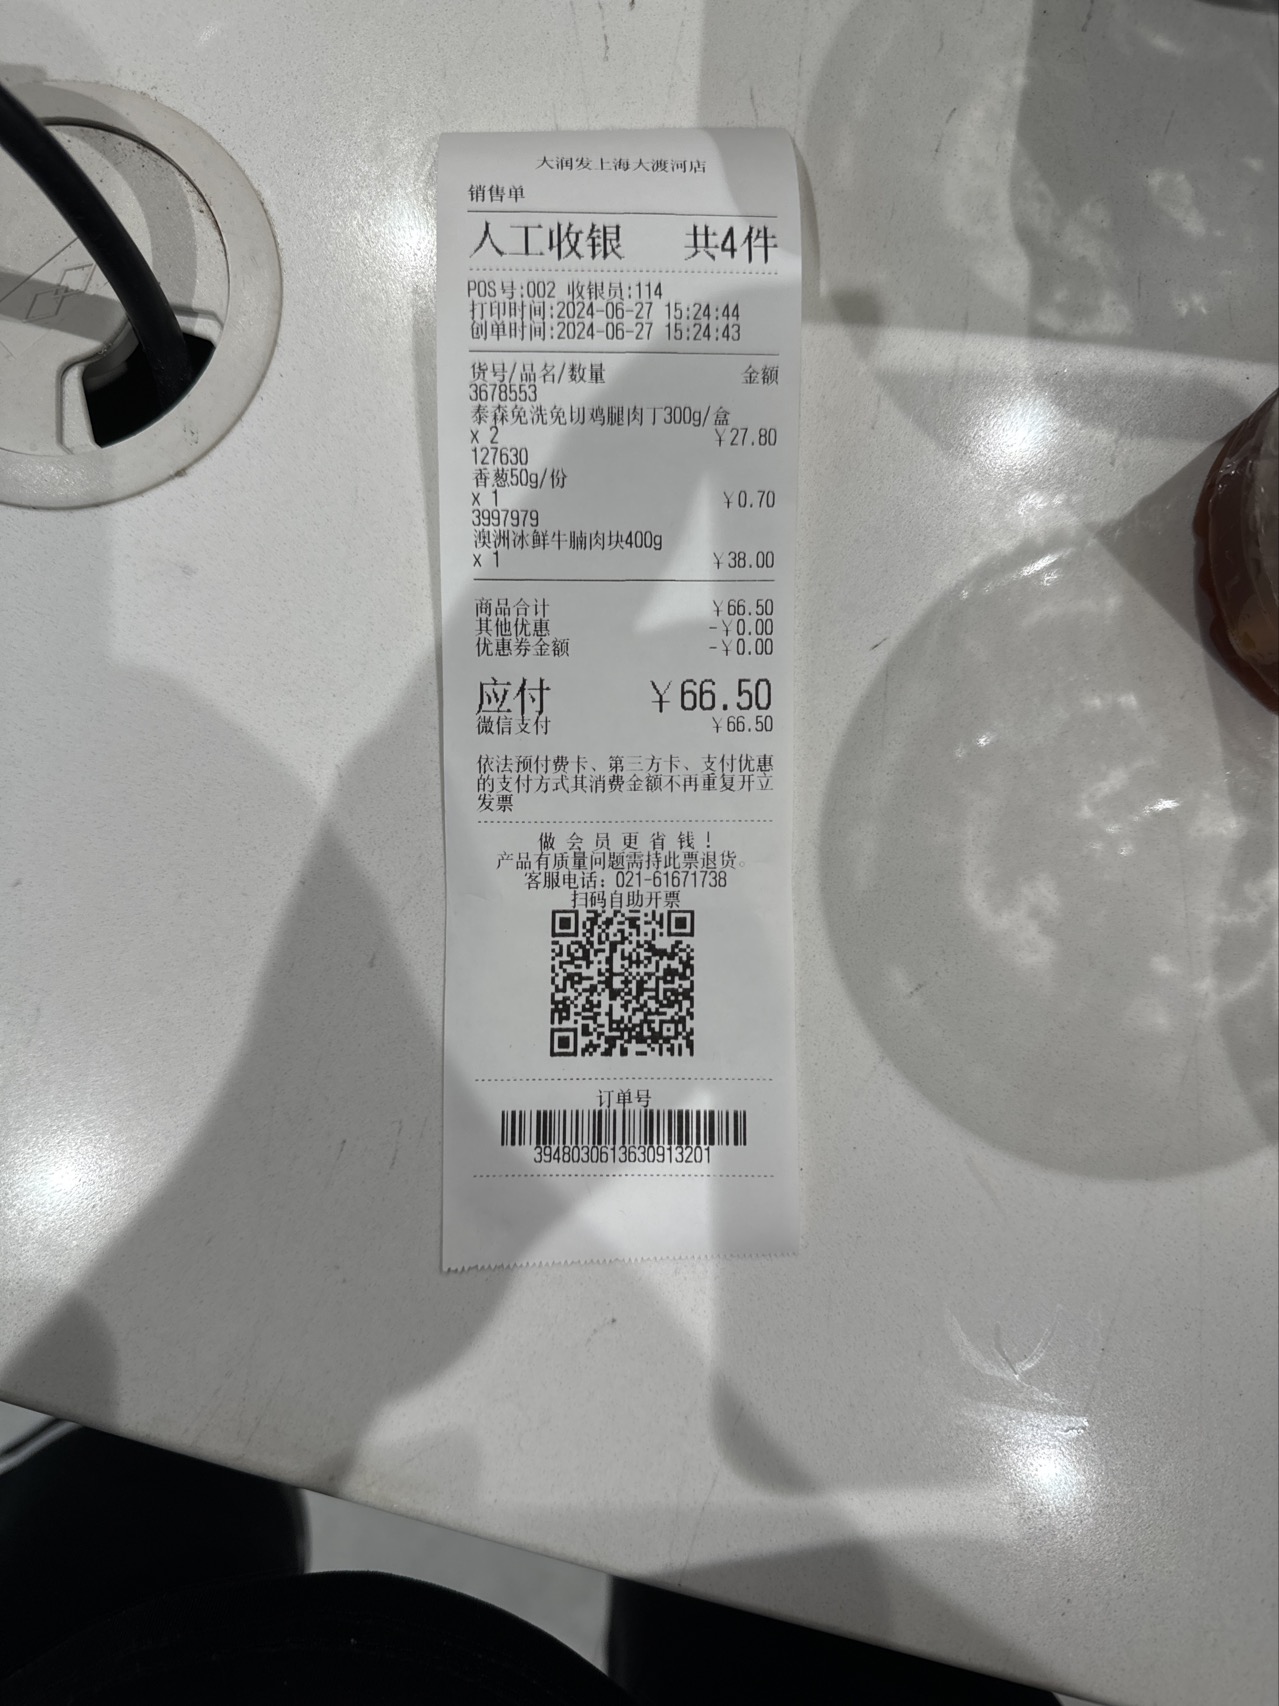 大润发上海大渡河店
销售单
人工收银 共4件
POS号:002 收银员:114
打印时间:2024-06-27 15:24:44
创单时间:2024-06-27 15:24:43
货号/品名/数量 金额
3678553
泰森免洗免切鸡腿肉丁300g/盒
x 2 ￥27.80
127630
香葱50g/份
x 1 ￥0.70
3997979
澳洲冰鲜牛腩肉块400g
x 1 ￥38.00
商品合计 ￥66.50
其他优惠 -￥0.00
优惠券金额 -￥0.00
应付 ￥66.50
微信支付 ￥66.50
依法预付费卡、第三方卡、支付优惠
的支付方式其消费金额不再重复开立
发票
做会员更省钱！
产品有质量问题需持此票退货。
客服电话：021-61671738
扫码自助开票
订单号
3948030613630913201